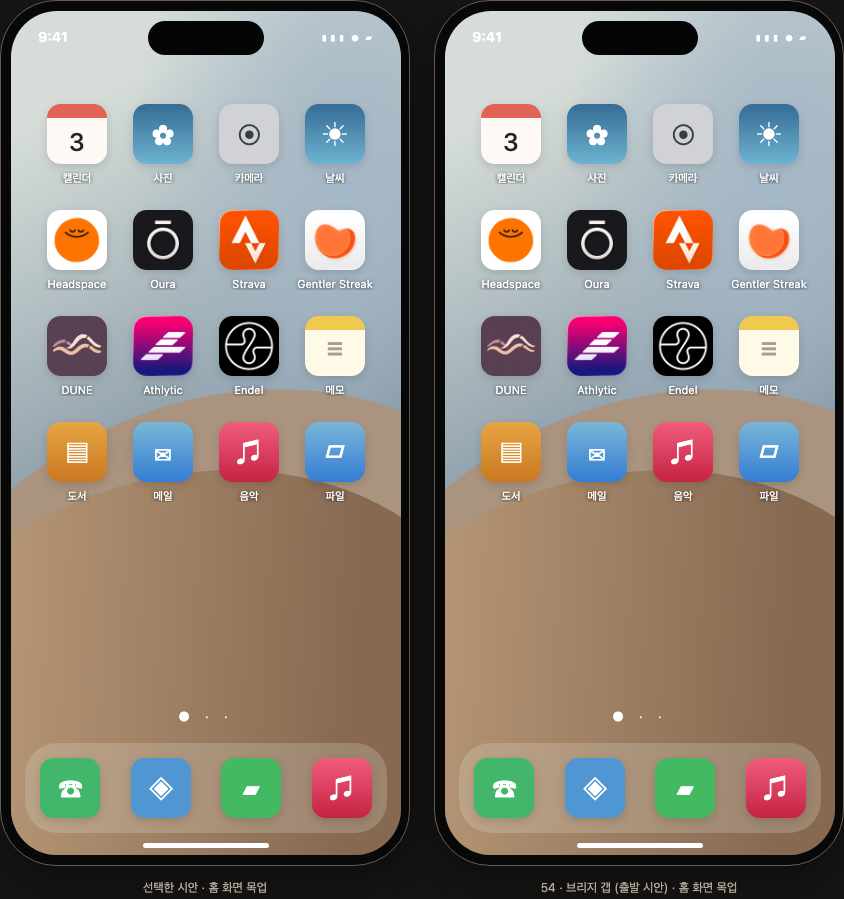 9:41
3
캘린더 사진 카메라 날씨
Headspace Oura Strava Gentler Streak
DUNE Athlytic Endel 메모
도서 메일 음악 파일
선택한 시안 · 홈 화면 목업
9:41
3
캘린더 사진 카메라 날씨
Headspace Oura Strava Gentler Streak
DUNE Athlytic Endel 메모
도서 메일 음악 파일
54 · 브리지 갭 (출발 시안) · 홈 화면 목업